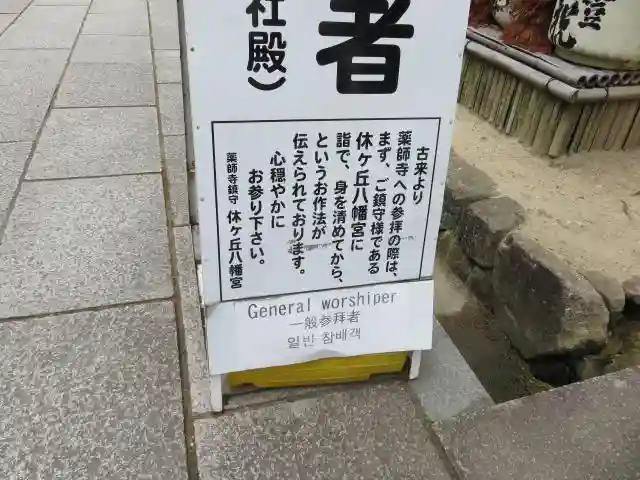 社殿）
者
古来より
薬師寺への参拝の際は、
まず、ご鎮守様である
休ヶ丘八幡宮に
詣で、身を清めてから、
というお作法が
伝えられております。
心穏やかに
お参り下さい。
薬師寺鎮守 休ヶ丘八幡宮
General worshiper
一般参拝者
일반 참배객